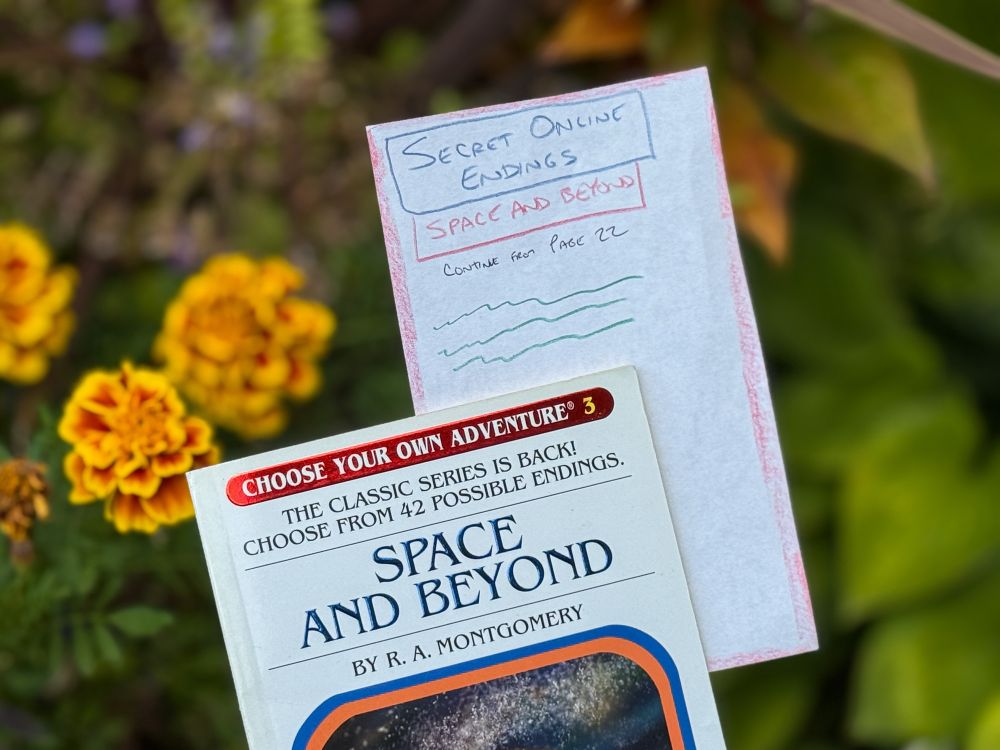 SECRET ONLINE
ENDINGS
SPACE AND BEYOND
CONTINUE FROM PAGE 22
CHOOSE YOUR OWN ADVENTURE® 3
THE CLASSIC SERIES IS BACK!
CHOOSE FROM 42 POSSIBLE ENDINGS.
SPACE
AND BEYOND
BY R. A. MONTGOMERY